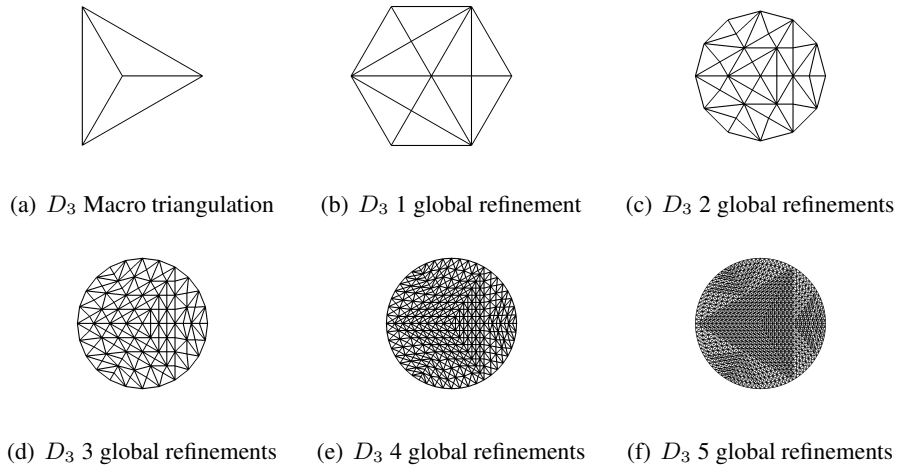 (a) D₃ Macro triangulation
(b) D₃ 1 global refinement
(c) D₃ 2 global refinements
(d) D₃ 3 global refinements
(e) D₃ 4 global refinements
(f) D₃ 5 global refinements